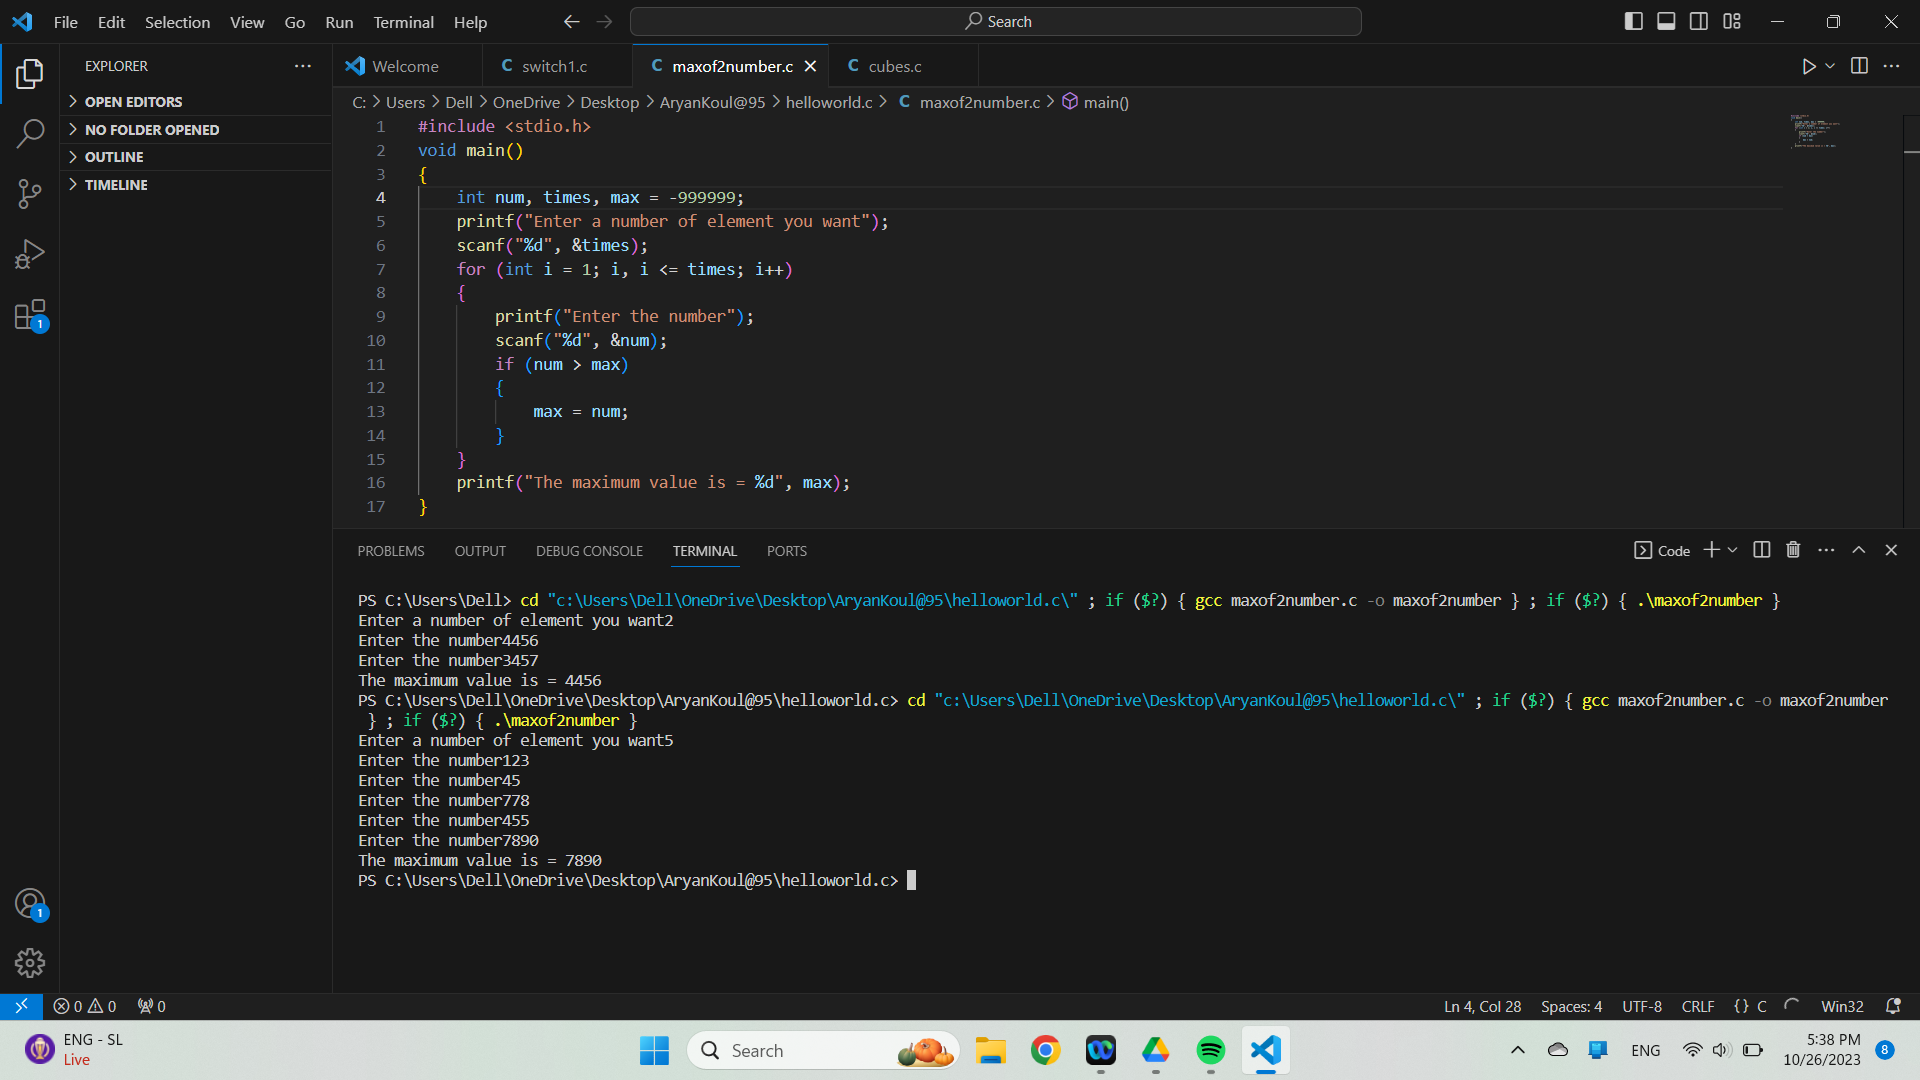 File Edit Selection View Go Run Terminal Help
Search
EXPLORER
OPEN EDITORS
NO FOLDER OPENED
OUTLINE
TIMELINE
Welcome
C switch1.c
C maxof2number.c
C cubes.c
C: > Users > Dell > OneDrive > Desktop > AryanKoul@95 > helloworld.c > C maxof2number.c > main()
1 #include <stdio.h>
2 void main()
3 {
4     int num, times, max = -999999;
5     printf("Enter a number of element you want");
6     scanf("%d", &times);
7     for (int i = 1; i, i <= times; i++)
8     {
9         printf("Enter the number");
10         scanf("%d", &num);
11         if (num > max)
12         {
13             max = num;
14         }
15     }
16     printf("The maximum value is = %d", max);
17 }
PROBLEMS OUTPUT DEBUG CONSOLE TERMINAL PORTS
Code
PS C:\Users\Dell> cd "c:\Users\Dell\OneDrive\Desktop\AryanKoul@95\helloworld.c\" ; if ($?) { gcc maxof2number.c -o maxof2number } ; if ($?) { .\maxof2number }
Enter a number of element you want2
Enter the number4456
Enter the number3457
The maximum value is = 4456
PS C:\Users\Dell\OneDrive\Desktop\AryanKoul@95\helloworld.c> cd "c:\Users\Dell\OneDrive\Desktop\AryanKoul@95\helloworld.c\" ; if ($?) { gcc maxof2number.c -o maxof2number
 } ; if ($?) { .\maxof2number }
Enter a number of element you want5
Enter the number123
Enter the number45
Enter the number778
Enter the number455
Enter the number7890
The maximum value is = 7890
PS C:\Users\Dell\OneDrive\Desktop\AryanKoul@95\helloworld.c>
1
1
0 0 0
Ln 4, Col 28 Spaces: 4 UTF-8 CRLF {} C Win32
ENG - SL
Live
Search
ENG
5:38 PM
10/26/2023
8